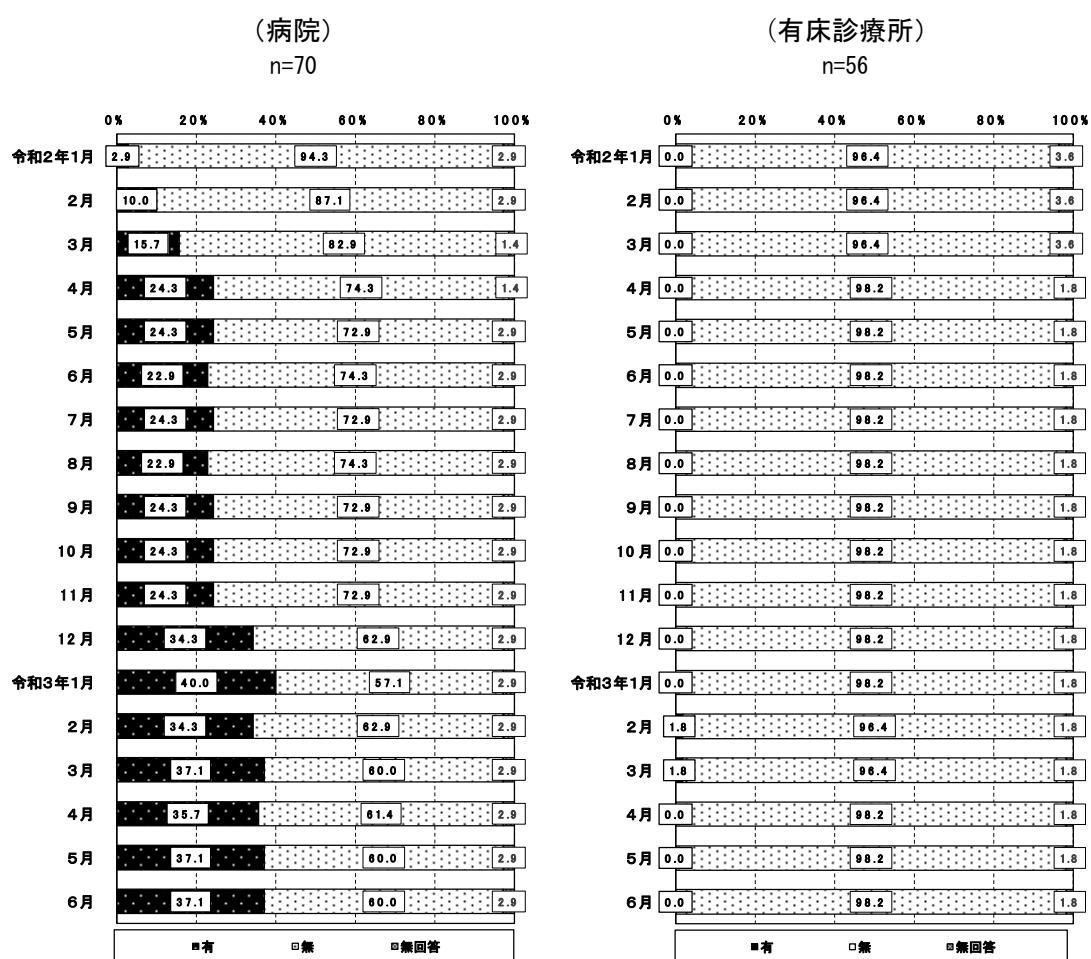 (病院)
n=70
0% 20% 40% 60% 80% 100%
令和2年1月 2.9 94.3 2.9
2月 10.0 87.1 2.9
3月 15.7 82.9 1.4
4月 24.3 74.3 1.4
5月 24.3 72.9 2.9
6月 22.9 74.3 2.9
7月 24.3 72.9 2.9
8月 22.9 74.3 2.9
9月 24.3 72.9 2.9
10月 24.3 72.9 2.9
11月 24.3 72.9 2.9
12月 34.3 62.9 2.9
令和3年1月 40.0 57.1 2.9
2月 34.3 62.9 2.9
3月 37.1 60.0 2.9
4月 35.7 61.4 2.9
5月 37.1 60.0 2.9
6月 37.1 60.0 2.9
有 無 無回答
(有床診療所)
n=56
0% 20% 40% 60% 80% 100%
令和2年1月 0.0 96.4 3.6
2月 0.0 96.4 3.6
3月 0.0 96.4 3.6
4月 0.0 98.2 1.8
5月 0.0 98.2 1.8
6月 0.0 98.2 1.8
7月 0.0 98.2 1.8
8月 0.0 98.2 1.8
9月 0.0 98.2 1.8
10月 0.0 98.2 1.8
11月 0.0 98.2 1.8
12月 0.0 98.2 1.8
令和3年1月 0.0 98.2 1.8
2月 1.8 96.4 1.8
3月 1.8 96.4 1.8
4月 0.0 98.2 1.8
5月 0.0 98.2 1.8
6月 0.0 98.2 1.8
有 無 無回答